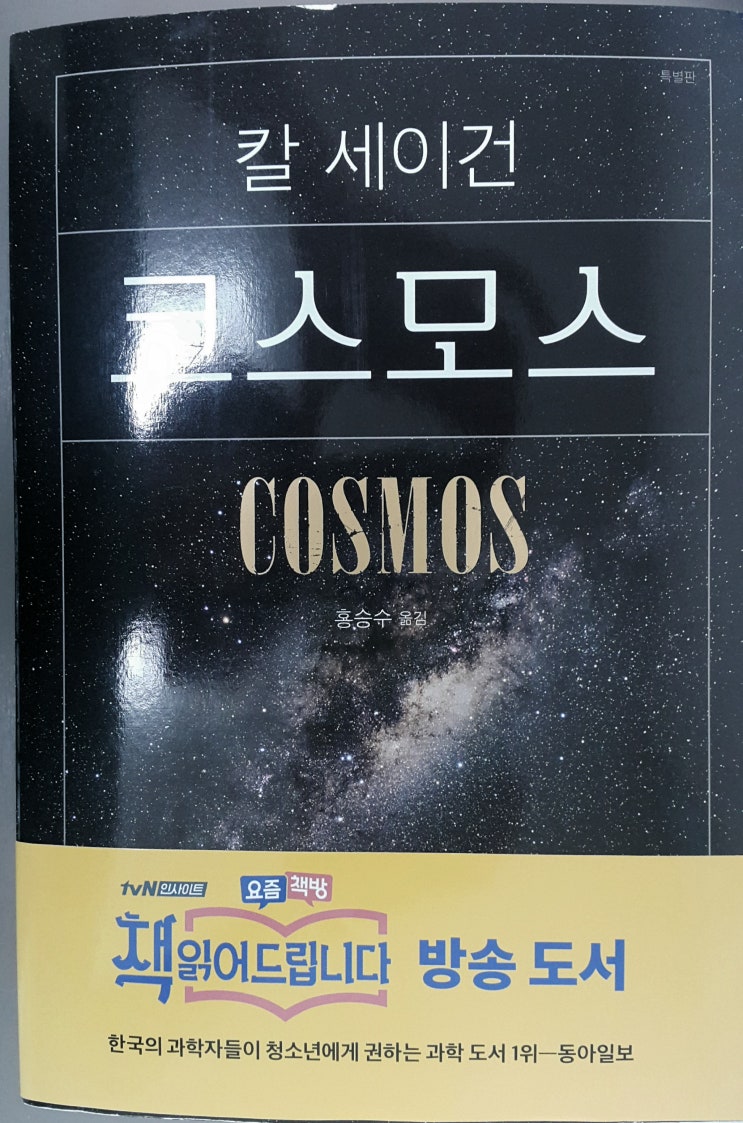 특별판
칼 세이건
코스모스
COSMOS
홍승수 옮김
tvN 인사이트
요즘책방
책 읽어드립니다 방송 도서
한국의 과학자들이 청소년에게 권하는 과학 도서 1위—동아일보